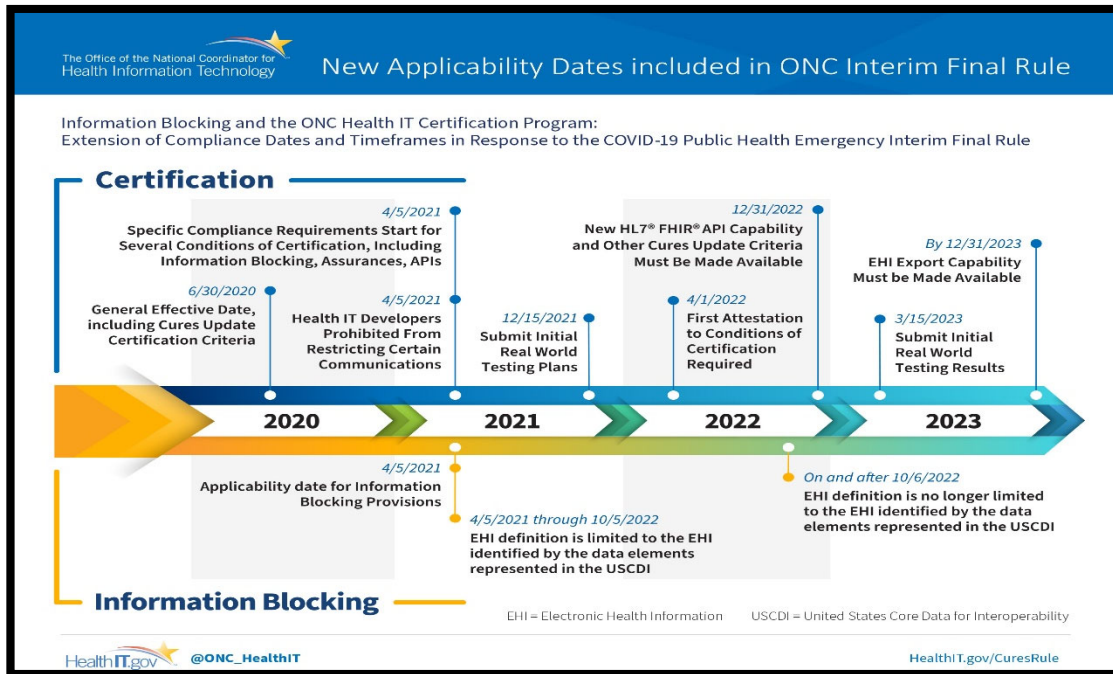 The Office of the National Coordinator for
Health Information Technology
New Applicability Dates included in ONC Interim Final Rule
Information Blocking and the ONC Health IT Certification Program:
Extension of Compliance Dates and Timeframes in Response to the COVID-19 Public Health Emergency Interim Final Rule
Certification
4/5/2021
Specific Compliance Requirements Start for
Several Conditions of Certification, Including
Information Blocking, Assurances, APIs
12/31/2022
New HL7® FHIR® API Capability
and Other Cures Update Criteria
Must Be Made Available
By 12/31/2023
EHI Export Capability
Must be Made Available
6/30/2020
General Effective Date,
including Cures Update
Certification Criteria
4/5/2021
Health IT Developers
Prohibited From
Restricting Certain
Communications
12/15/2021
Submit Initial
Real World
Testing Plans
4/1/2022
First Attestation
to Conditions of
Certification
Required
3/15/2023
Submit Initial
Real World
Testing Results
2020
2021
2022
2023
4/5/2021
Applicability date for Information
Blocking Provisions
4/5/2021 through 10/5/2022
EHI definition is limited to the EHI
identified by the data elements
represented in the USCDI
On and after 10/6/2022
EHI definition is no longer limited
to the EHI identified by the data
elements represented in the USCDI
Information Blocking
EHI = Electronic Health Information
USCDI = United States Core Data for Interoperability
HealthIT.gov
@ONC_HealthIT
HealthIT.gov/CuresRule